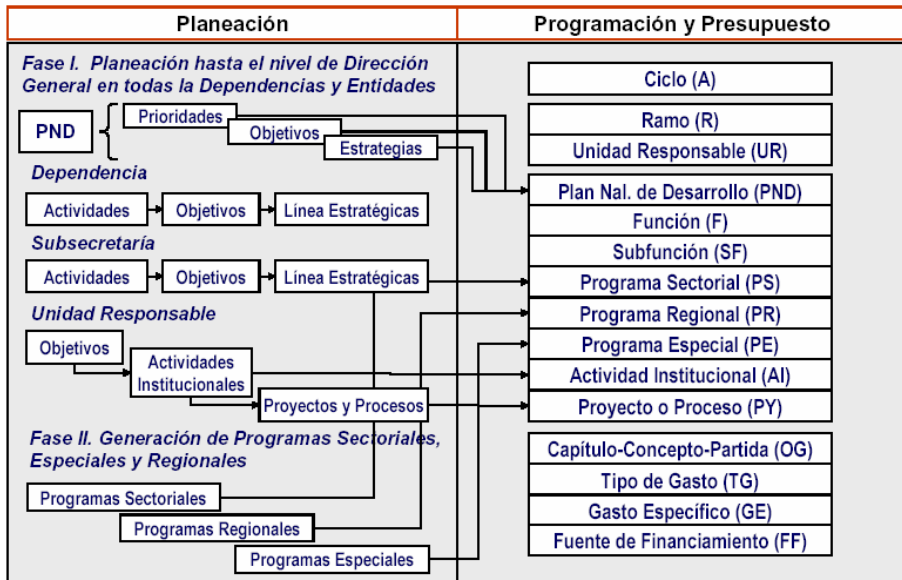 Planeación
Programación y Presupuesto
Fase I. Planeación hasta el nivel de Dirección
General en todas la Dependencias y Entidades
PND
Prioridades
Objetivos
Estrategias
Dependencia
Actividades
Objetivos
Línea Estratégicas
Subsecretaría
Actividades
Objetivos
Línea Estratégicas
Unidad Responsable
Objetivos
Actividades
Institucionales
Proyectos y Procesos
Fase II. Generación de Programas Sectoriales,
Especiales y Regionales
Programas Sectoriales
Programas Regionales
Programas Especiales
Ciclo (A)
Ramo (R)
Unidad Responsable (UR)
Plan Nal. de Desarrollo (PND)
Función (F)
Subfunción (SF)
Programa Sectorial (PS)
Programa Regional (PR)
Programa Especial (PE)
Actividad Institucional (AI)
Proyecto o Proceso (PY)
Capítulo-Concepto-Partida (OG)
Tipo de Gasto (TG)
Gasto Específico (GE)
Fuente de Financiamiento (FF)